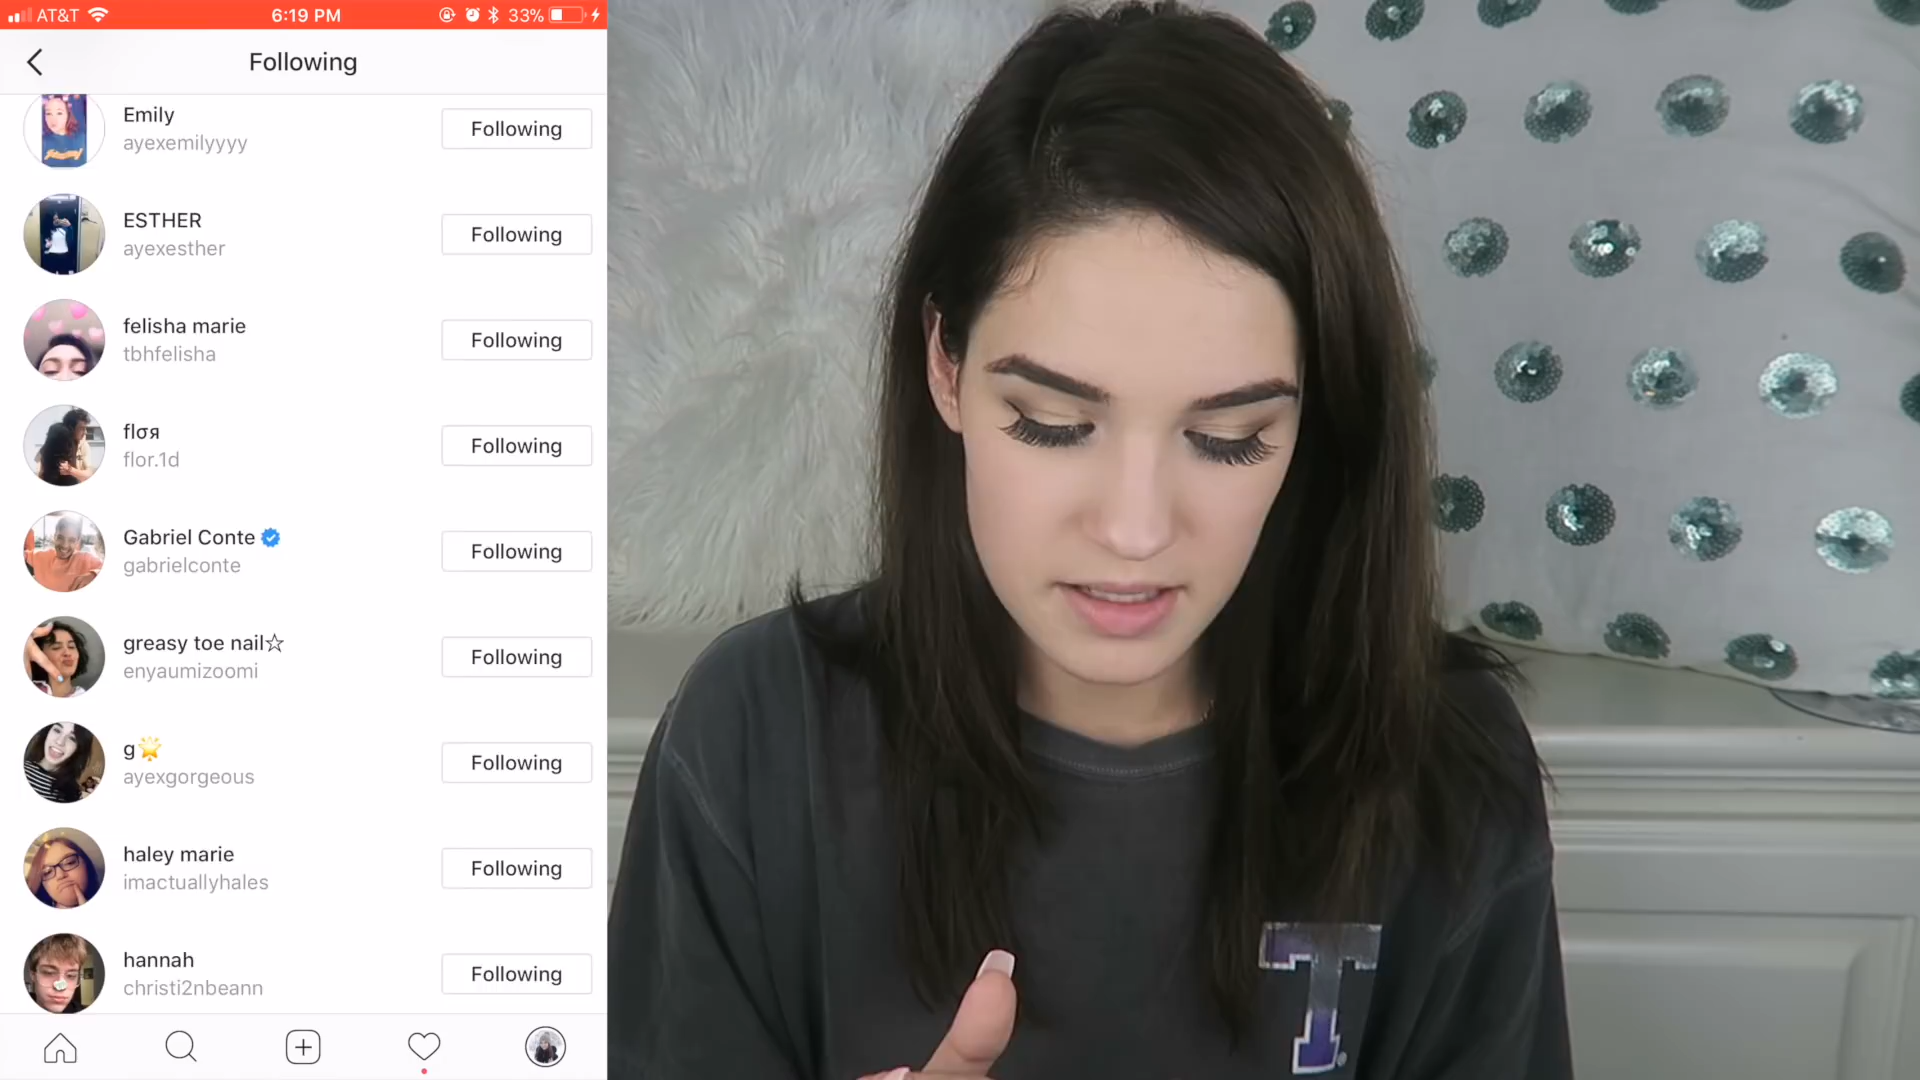 AT&T 6:19 PM 33%
Following
Emily
ayexemilyyyy
Following
ESTHER
ayexesther
Following
felisha marie
tbhfelisha
Following
flσя
flor.1d
Following
Gabriel Conte
gabrielconte
Following
greasy toe nail☆
enyaumizoomi
Following
g🌟
ayexgorgeous
Following
haley marie
imactuallyhales
Following
hannah
christi2nbeann
Following
T®